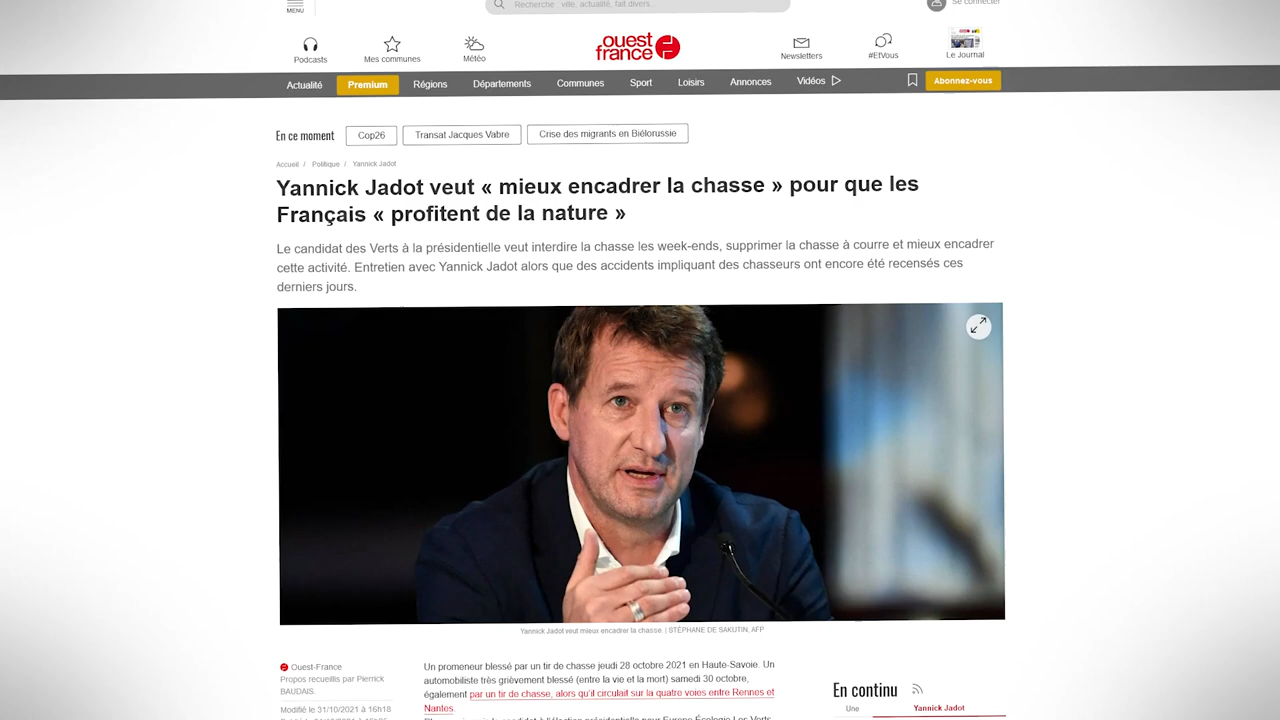 MENU
Recherche : ville, actualité, fait divers...
Se connecter
Podcasts
Mes communes
Météo
ouest
france
Newsletters
#EtVous
Le Journal
Actualité
Premium
Régions
Départements
Communes
Sport
Loisirs
Annonces
Vidéos
Abonnez-vous
En ce moment
Cop26
Transat Jacques Vabre
Crise des migrants en Biélorussie
Accueil / Politique / Yannick Jadot
Yannick Jadot veut « mieux encadrer la chasse » pour que les
Français « profitent de la nature »
Le candidat des Verts à la présidentielle veut interdire la chasse les week-ends, supprimer la chasse à courre et mieux encadrer
cette activité. Entretien avec Yannick Jadot alors que des accidents impliquant des chasseurs ont encore été recensés ces
derniers jours.
Yannick Jadot veut mieux encadrer la chasse. | STÉPHANE DE SAKUTIN, AFP
Ouest-France
Propos recueillis par Pierrick
BAUDAIS.
Modifié le 31/10/2021 à 16h18
Un promeneur blessé par un tir de chasse jeudi 28 octobre 2021 en Haute-Savoie. Un
automobiliste très grièvement blessé (entre la vie et la mort) samedi 30 octobre,
également par un tir de chasse, alors qu'il circulait sur la quatre voies entre Rennes et
Nantes.
En continu
Une
Yannick Jadot